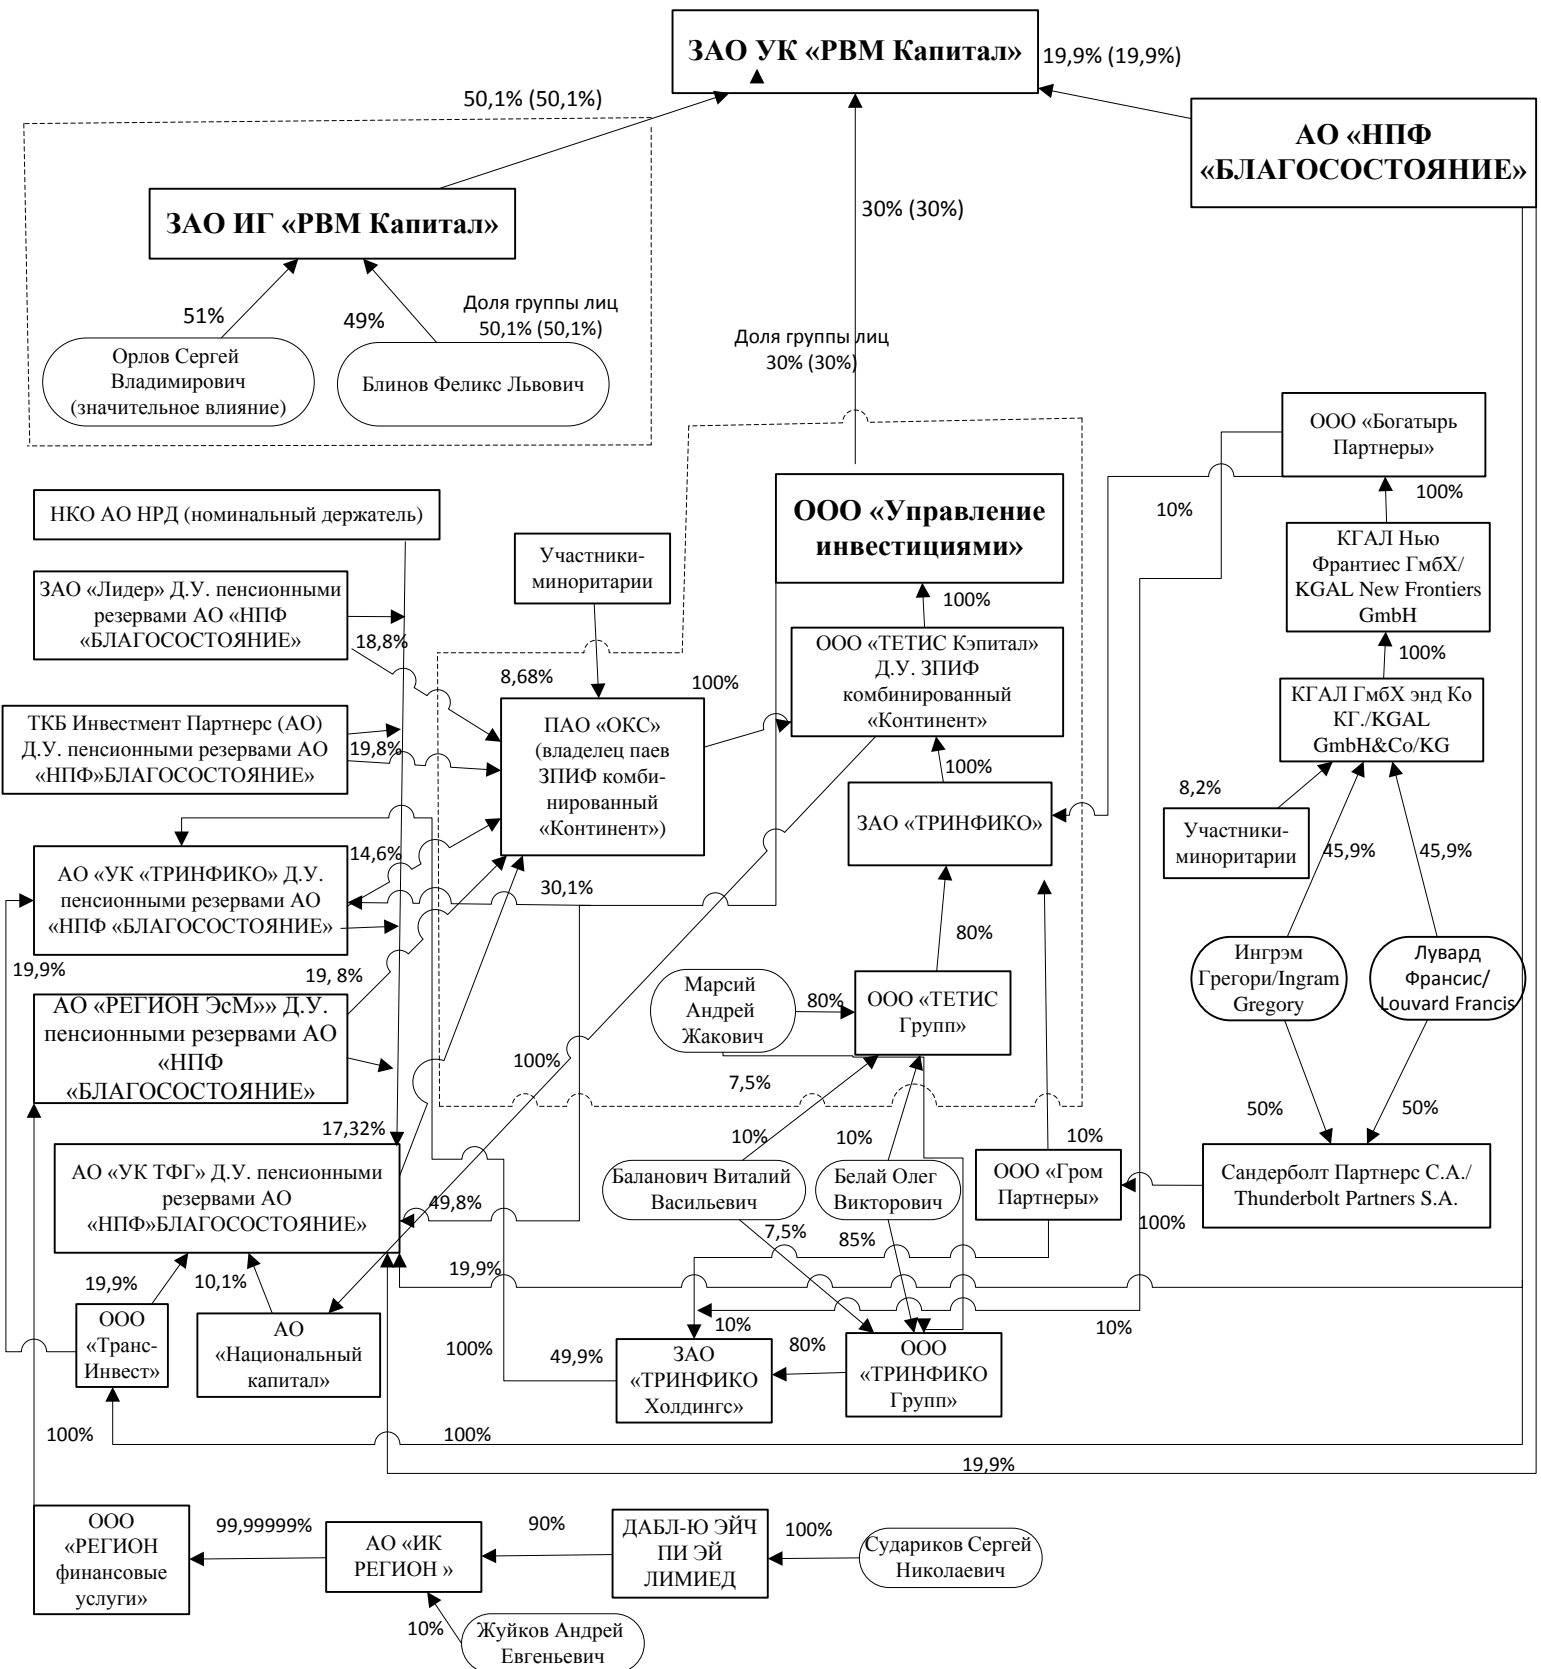 ЗАО УК «РВМ Капитал»
19,9% (19,9%)
50,1% (50,1%)
АО «НПФ
«БЛАГОСОСТОЯНИЕ»
ЗАО ИГ «РВМ Капитал»
30% (30%)
51%
49%
Доля группы лиц
50,1% (50,1%)
Орлов Сергей
Владимирович
(значительное влияние)
Блинов Феликс Львович
Доля группы лиц
30% (30%)
ООО «Богатырь
Партнеры»
100%
10%
НКО АО НРД (номинальный держатель)
ООО «Управление
инвестициями»
Участники-
миноритарии
КГАЛ Нью
Франтиес ГмбХ/
KGAL New Frontiers
GmbH
ЗАО «Лидер» Д.У. пенсионными
резервами АО «НПФ
«БЛАГОСОСТОЯНИЕ»
18,8%
100%
ООО «ТЕТИС Кэпитал»
Д.У. ЗПИФ
комбинированный
«Континент»
100%
8,68%
100%
КГАЛ ГмбХ энд Ко
КГ./KGAL
GmbH&Co/KG
ТКБ Инвестмент Партнерс (АО)
Д.У. пенсионными резервами АО
«НПФ»БЛАГОСОСТОЯНИЕ»
19,8%
ПАО «ОКС»
(владелец паев
ЗПИФ комби-
нированный
«Континент»)
100%
8,2%
ЗАО «ТРИНФИКО»
Участники-
миноритарии
45,9%
45,9%
14,6%
АО «УК «ТРИНФИКО» Д.У.
пенсионными резервами АО
«НПФ «БЛАГОСОСТОЯНИЕ»
30,1%
80%
19,9%
19, 8%
Ингрэм
Грегори/Ingram
Gregory
Лувард
Франсис/
Louvard Francis
Марсий
Андрей
Жакович
80%
ООО «ТЕТИС
Групп»
АО «РЕГИОН ЭсМ»» Д.У.
пенсионными резервами АО
«НПФ
«БЛАГОСОСТОЯНИЕ»
100%
7,5%
50%
50%
17,32%
10%
10%
10%
АО «УК ТФГ» Д.У. пенсионными
резервами АО
«НПФ»БЛАГОСОСТОЯНИЕ»
49,8%
Баланович Виталий
Васильевич
Белай Олег
Викторович
ООО «Гром
Партнеры»
Сандерболт Партнерс С.А./
Thunderbolt Partners S.A.
100%
7,5%
85%
19,9%
10,1%
19,9%
ООО
«Транс-
Инвест»
АО
«Национальный
капитал»
10%
10%
100%
49,9%
80%
ЗАО
«ТРИНФИКО
Холдингс»
ООО
«ТРИНФИКО
Групп»
100%
100%
19,9%
ООО
«РЕГИОН
финансовые
услуги»
99,99999%
АО «ИК
РЕГИОН »
90%
ДАБЛ-Ю ЭЙЧ
ПИ ЭЙ
ЛИМИЕД
100%
Судариков Сергей
Николаевич
10%
Жуйков Андрей
Евгеньевич